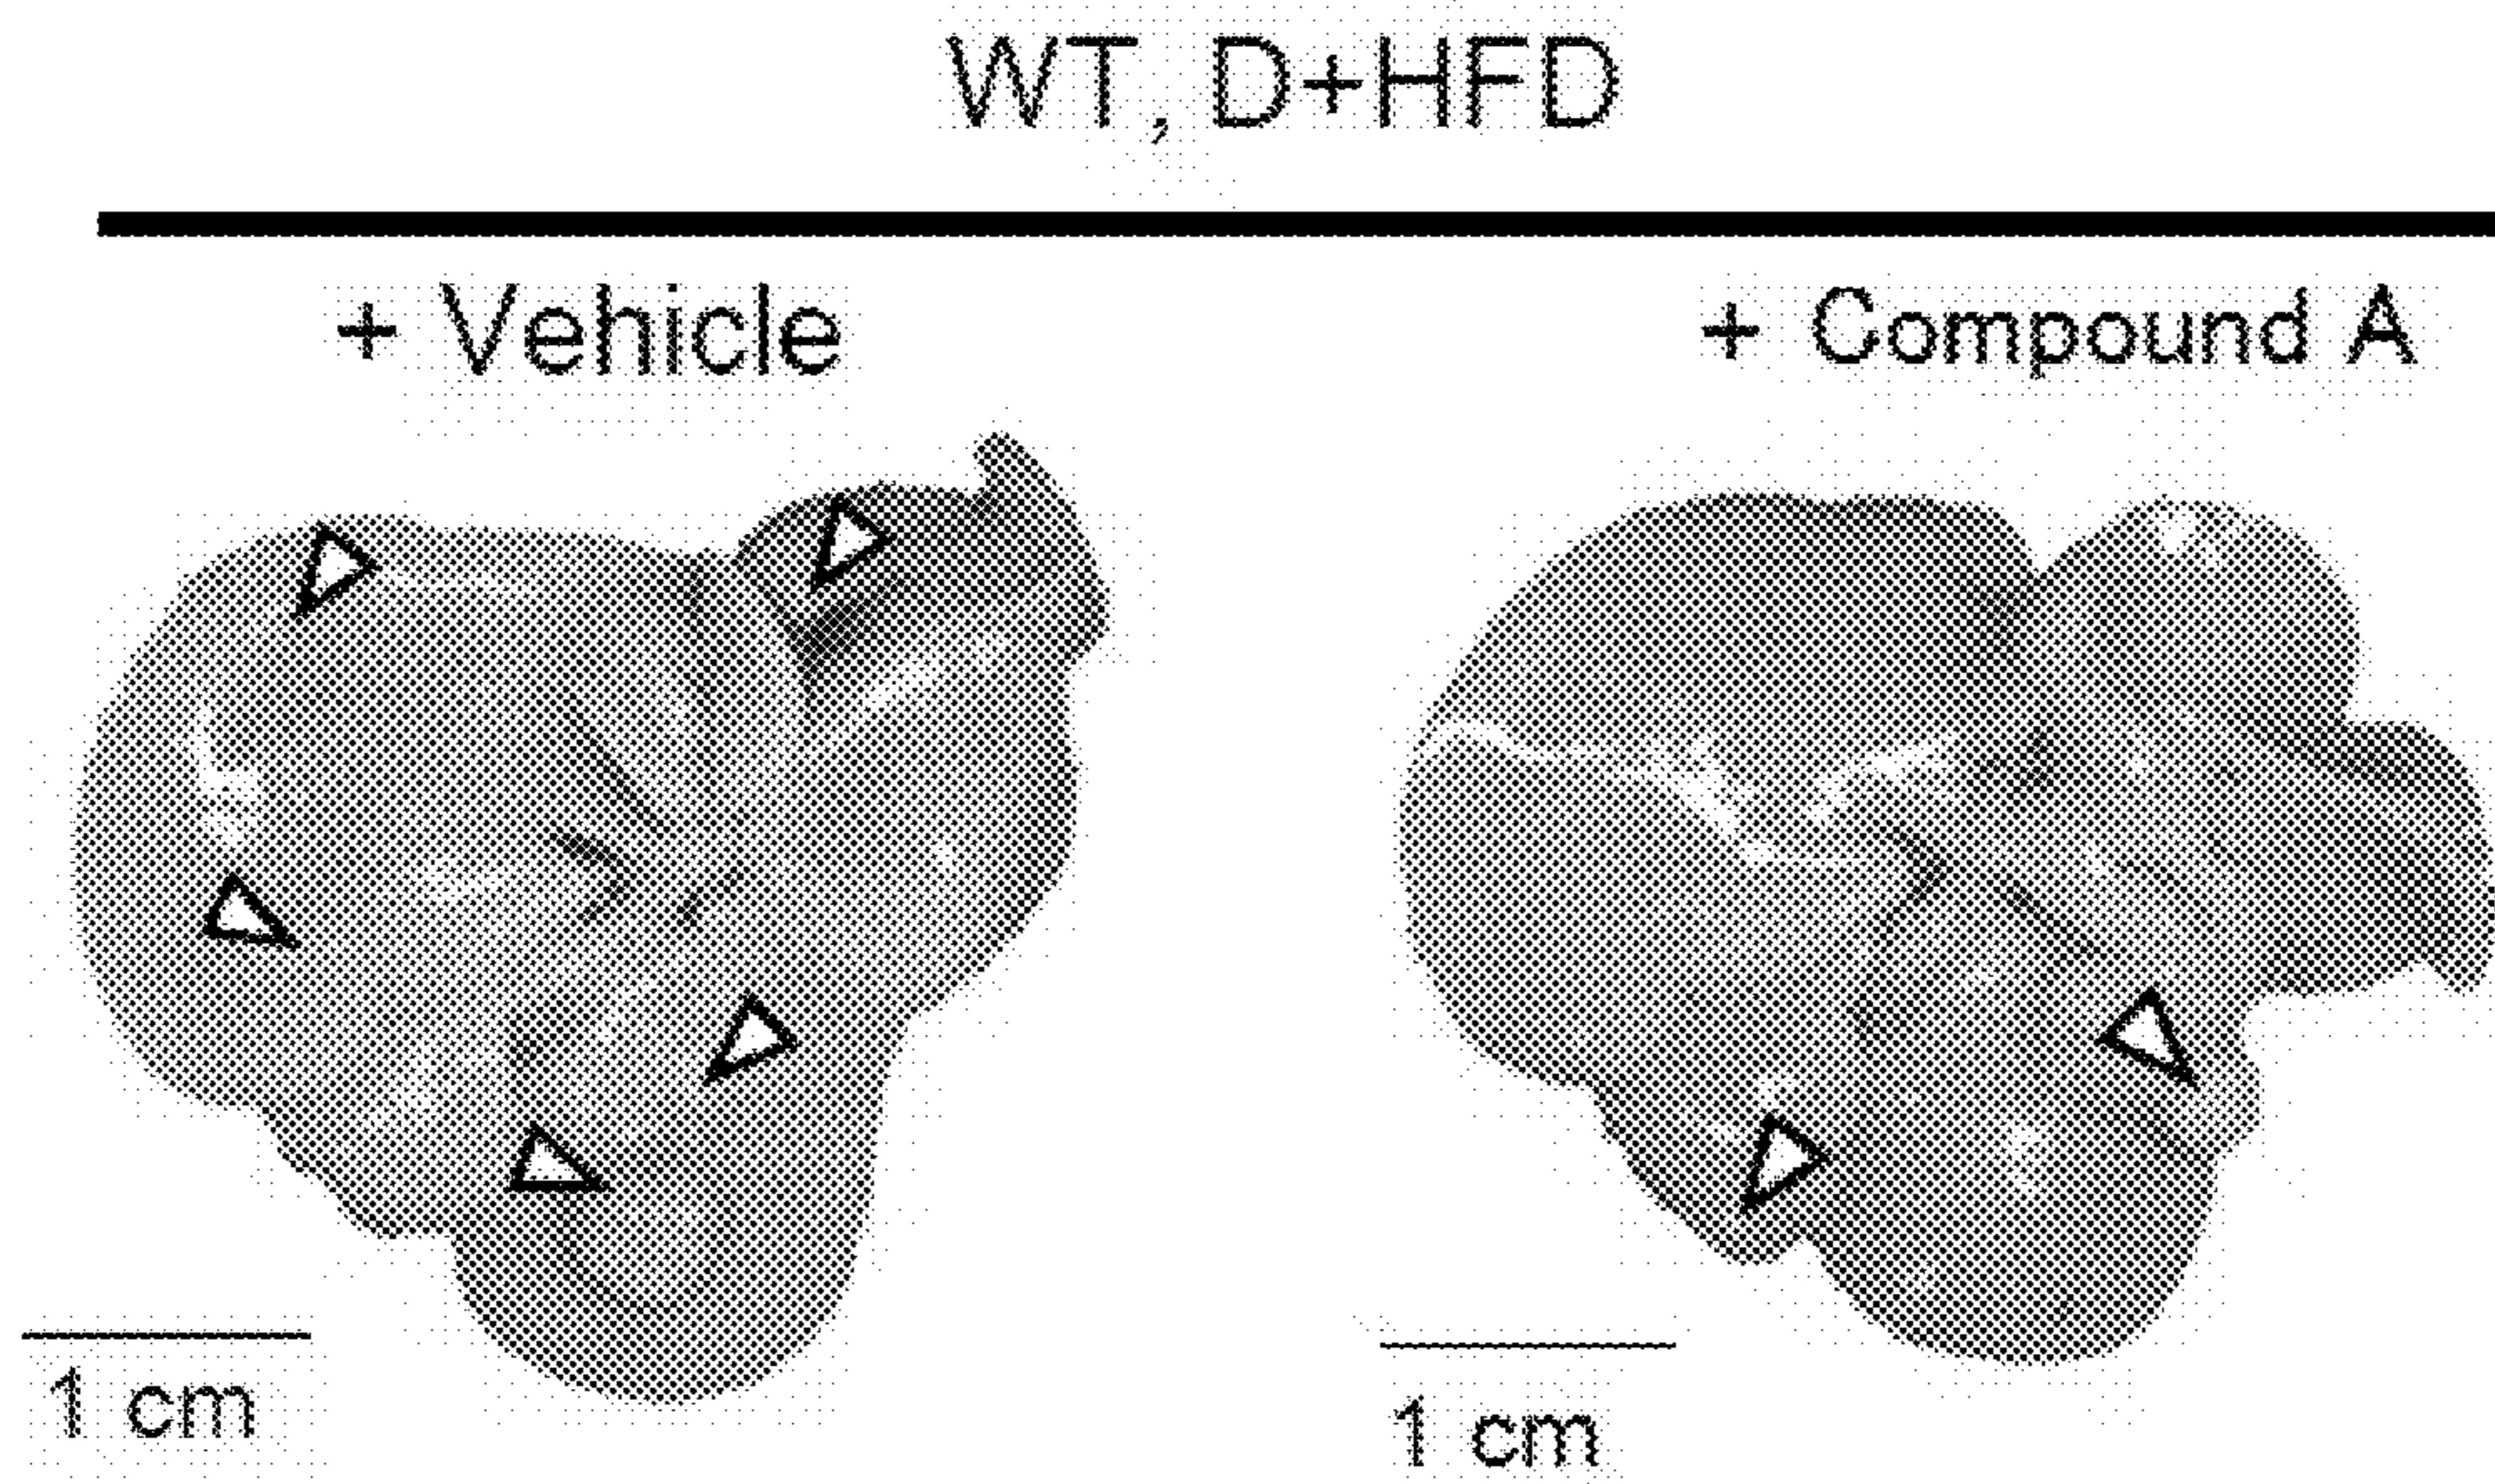 WT, D+HFD
+ Vehicle
+ Compound A
1 cm
1 cm